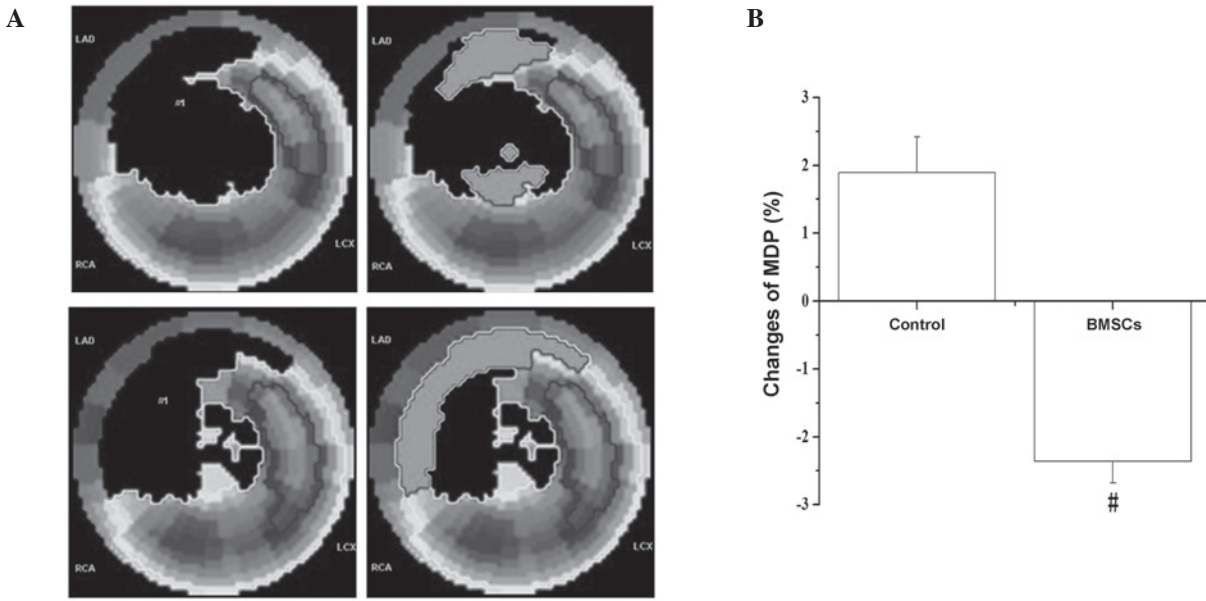 A
B
LAD
#1
LCX
RCA
LAD
LCX
RCA
LAD
#1
LCX
RCA
LAD
LCX
RCA
Changes of MDP (%)
3
2
1
0
-1
-2
-3
Control
BMSCs
#